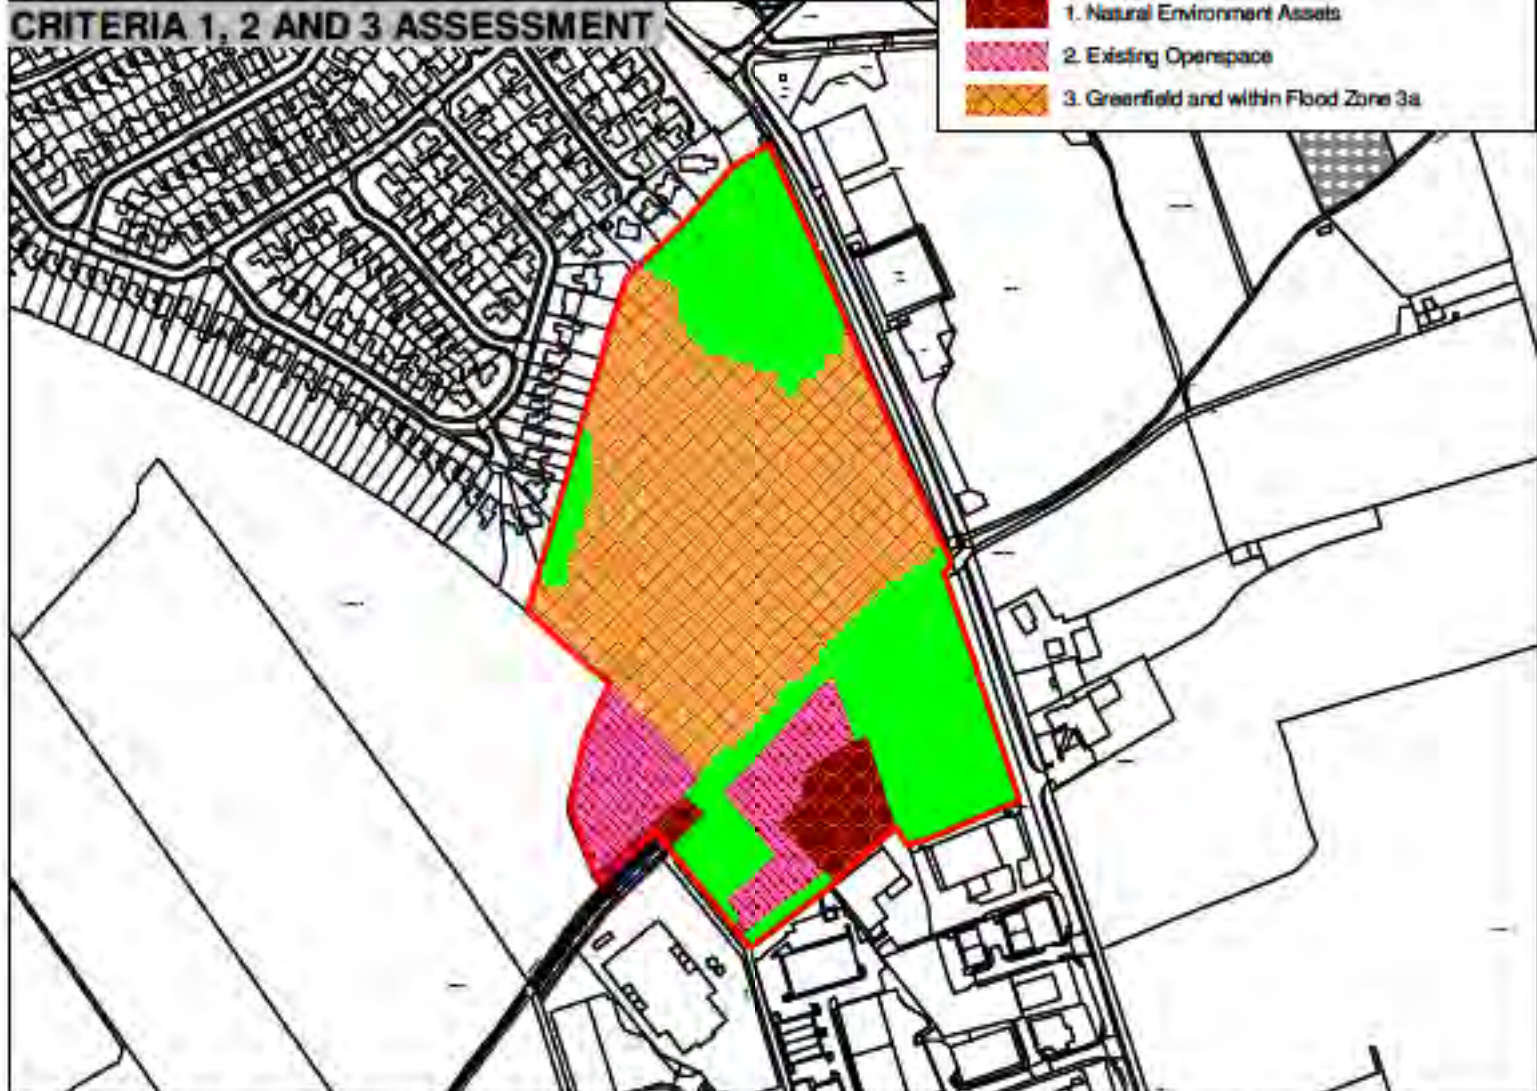 CRITERIA 1, 2 AND 3 ASSESSMENT
1. Natural Environment Assets
2. Existing Openspace
3. Greenfield and within Flood Zone 3a